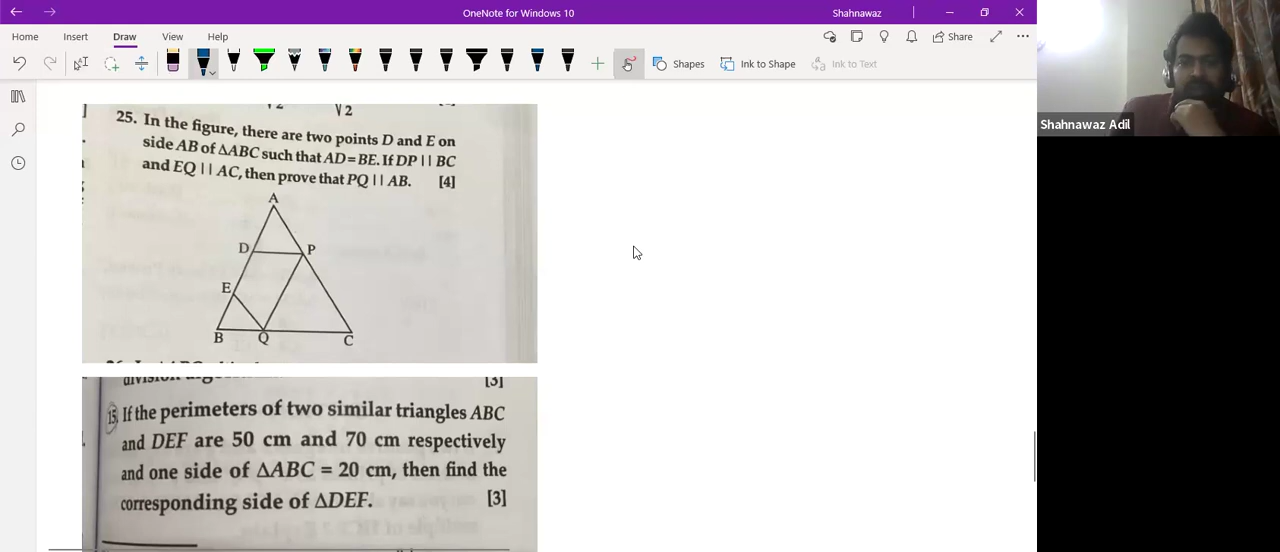 OneNote for Windows 10
Shahnawaz
Home Insert Draw View Help
Share
Shapes
Ink to Shape
Ink to Text
Shahnawaz Adil
√2 √2
25. In the figure, there are two points D and E on
side AB of ΔABC such that AD = BE. If DP || BC
and EQ || AC, then prove that PQ || AB. [4]
A
D P
E
B Q C
[3]
15. If the perimeters of two similar triangles ABC
and DEF are 50 cm and 70 cm respectively
and one side of ΔABC = 20 cm, then find the
corresponding side of ΔDEF. [3]